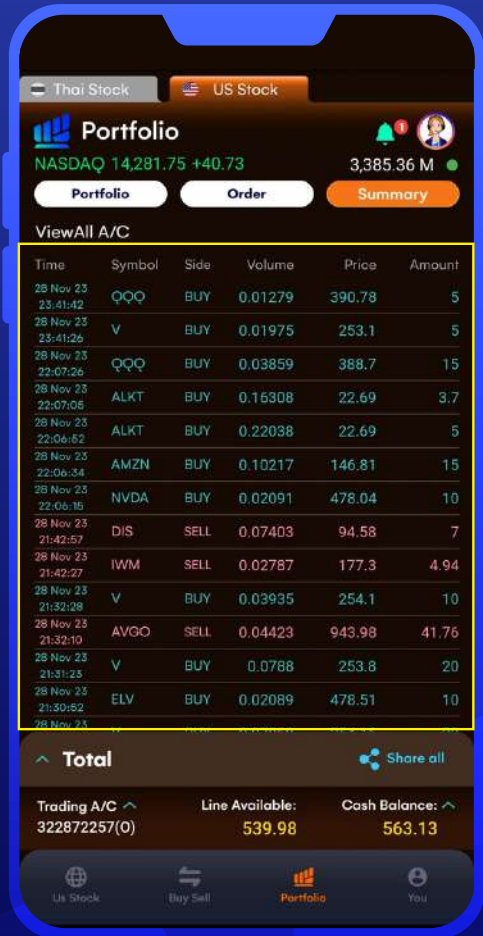 Thai Stock US Stock
Portfolio 1
NASDAQ 14,281.75 +40.73 3,385.36 M
Portfolio Order Summary
ViewAll A/C
Time Symbol Side Volume Price Amount
28 Nov 23
23:41:42 QQQ BUY 0.01279 390.78 5
28 Nov 23
23:41:26 V BUY 0.01975 253.1 5
28 Nov 23
22:07:26 QQQ BUY 0.03859 388.7 15
28 Nov 23
22:07:05 ALKT BUY 0.16308 22.69 3.7
28 Nov 23
22:06:52 ALKT BUY 0.22038 22.69 5
28 Nov 23
22:06:34 AMZN BUY 0.10217 146.81 15
28 Nov 23
22:06:15 NVDA BUY 0.02091 478.04 10
28 Nov 23
21:42:57 DIS SELL 0.07403 94.58 7
28 Nov 23
21:42:27 IWM SELL 0.02787 177.3 4.94
28 Nov 23
21:32:28 V BUY 0.03935 254.1 10
28 Nov 23
21:32:10 AVGO SELL 0.04423 943.98 41.76
28 Nov 23
21:31:23 V BUY 0.0788 253.8 20
28 Nov 23
21:30:52 ELV BUY 0.02089 478.51 10
28 Nov 23
Total Share all
Trading A/C Line Available: Cash Balance:
322872257(0) 539.98 563.13
Us Stock Buy Sell Portfolio You